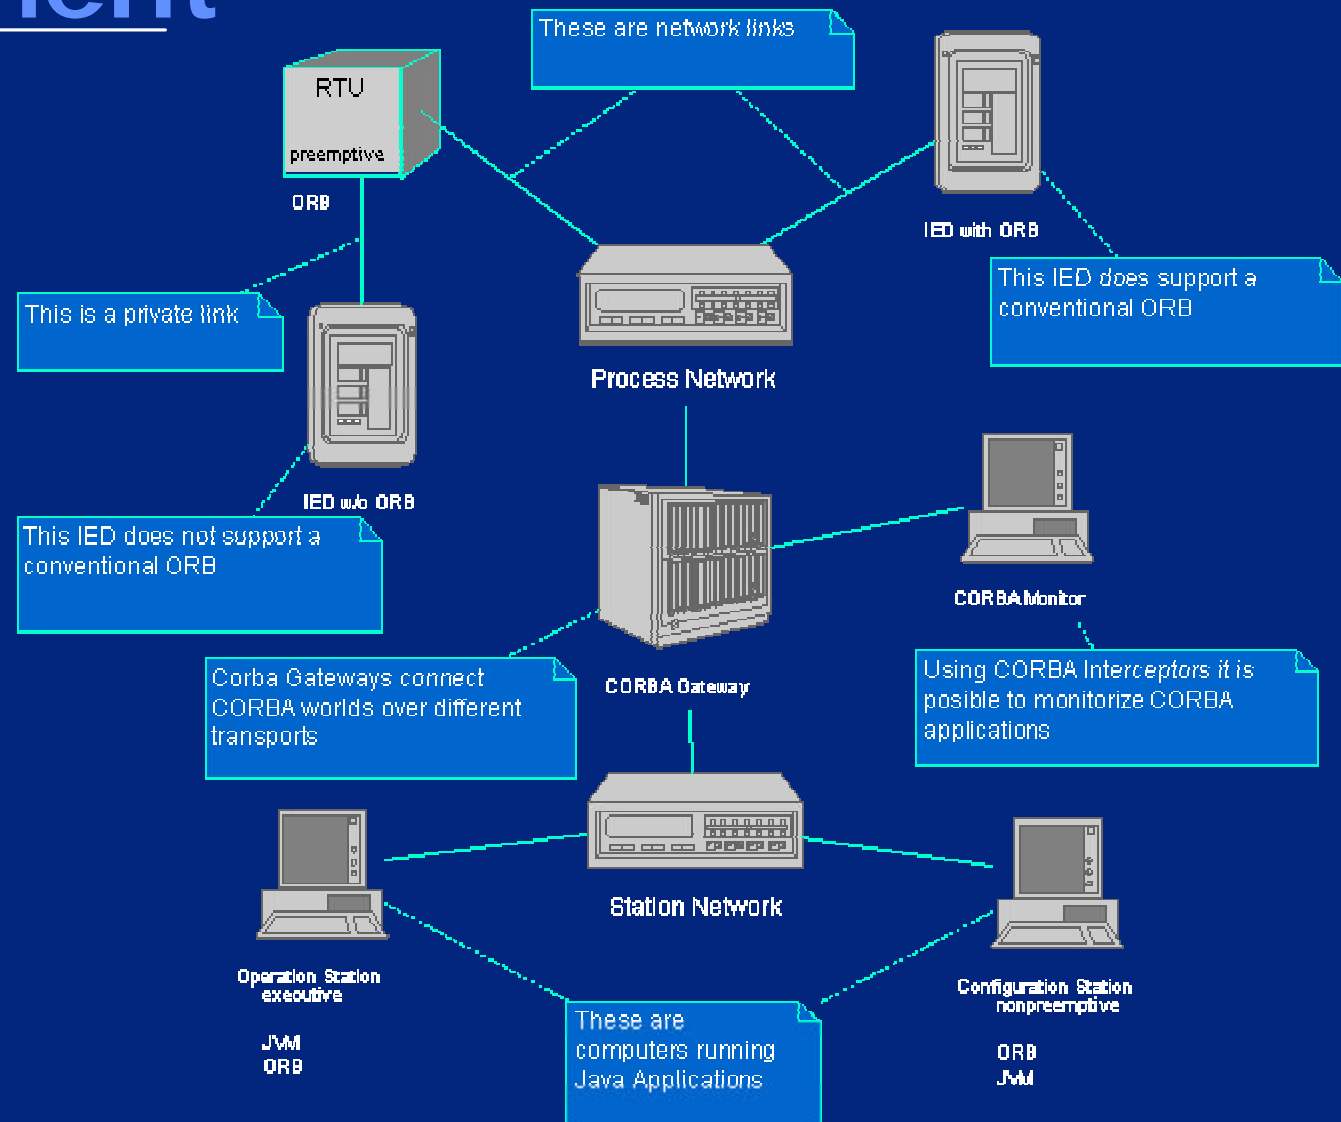 These are network links
RTU
preemptive
ORB
IED with ORB
This is a private link
This IED does support a
conventional ORB
Process Network
IED w/o ORB
This IED does not support a
conventional ORB
CORBA Monitor
Corba Gateways connect
CORBA worlds over different
transports
CORBA Gateway
Using CORBA Interceptors it is
posible to monitorize CORBA
applications
Station Network
Operation Station
executive
JVM
ORB
Configuration Station
nonpreemptive
ORB
JVM
These are
computers running
Java Applications